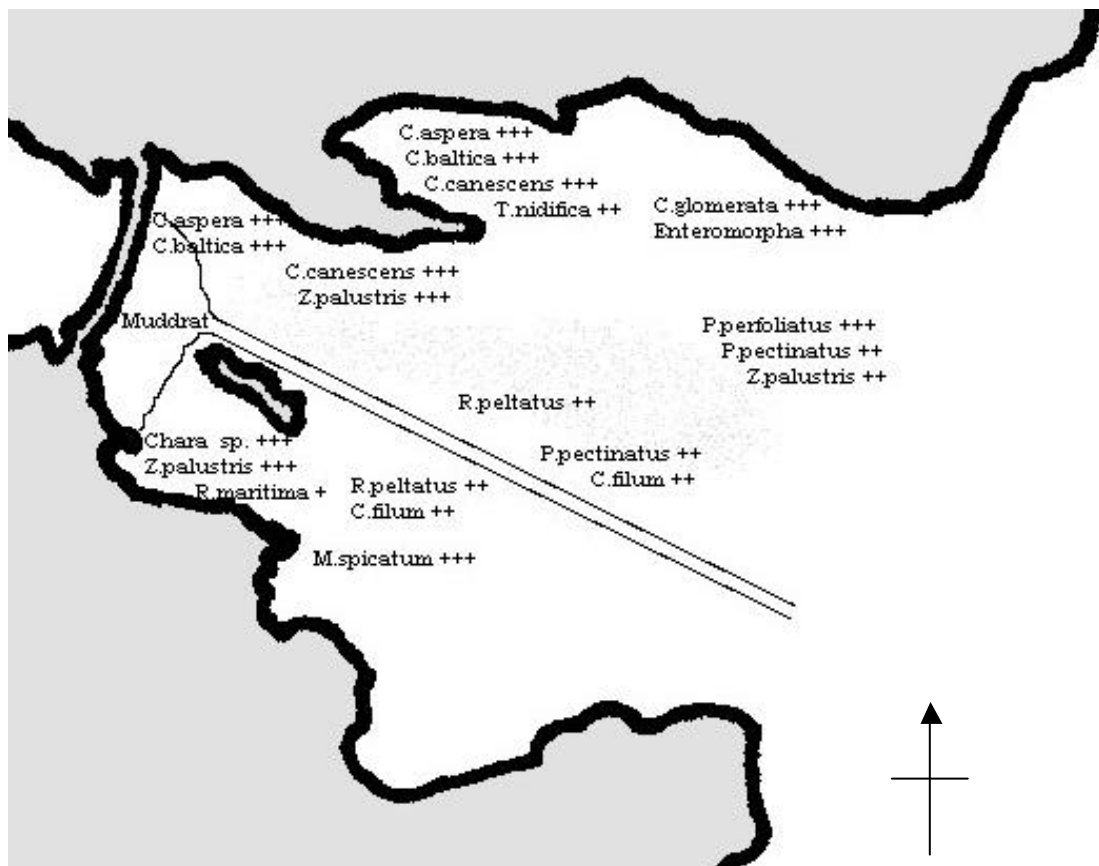 C.aspera +++
C.baltica +++
C.canescens +++
T.nidifica ++
C.glomerata +++
Enteromorpha +++
C.aspera +++
C.baltica +++
C.canescens +++
Z.palustris +++
Muddrat
P.perfoliatus +++
P.pectinatus ++
Z.palustris ++
R.peltatus ++
P.pectinatus ++
C.filum ++
Chara sp. +++
Z.palustris +++
R.maritima +
R.peltatus ++
C.filum ++
M.spicatum +++